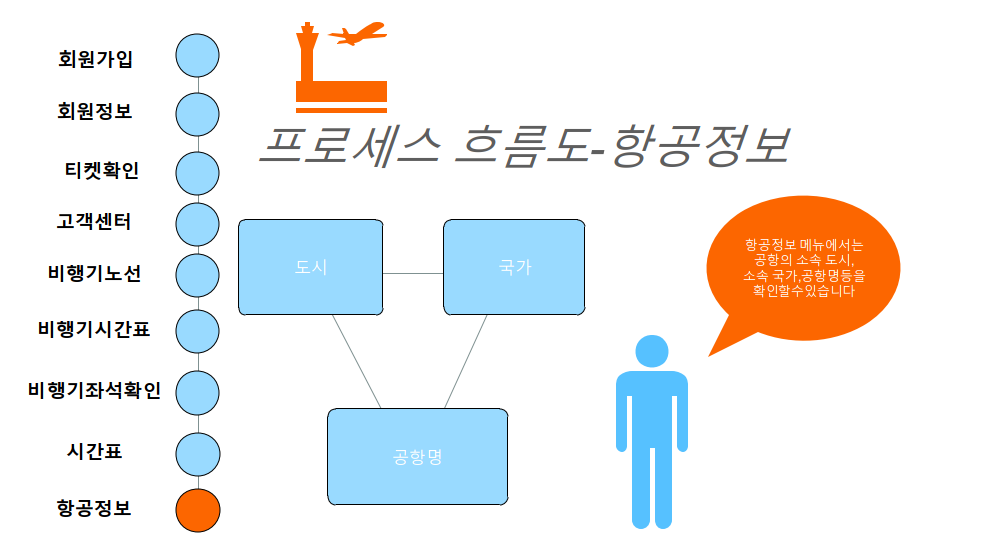 회원가입
회원정보
티켓확인
고객센터
비행기노선
비행기시간표
비행기좌석확인
시간표
항공정보
프로세스 흐름도-항공정보
도시
국가
공항명
항공정보 메뉴에서는
공항의 소속 도시,
소속 국가,공항명등을
확인할수있습니다